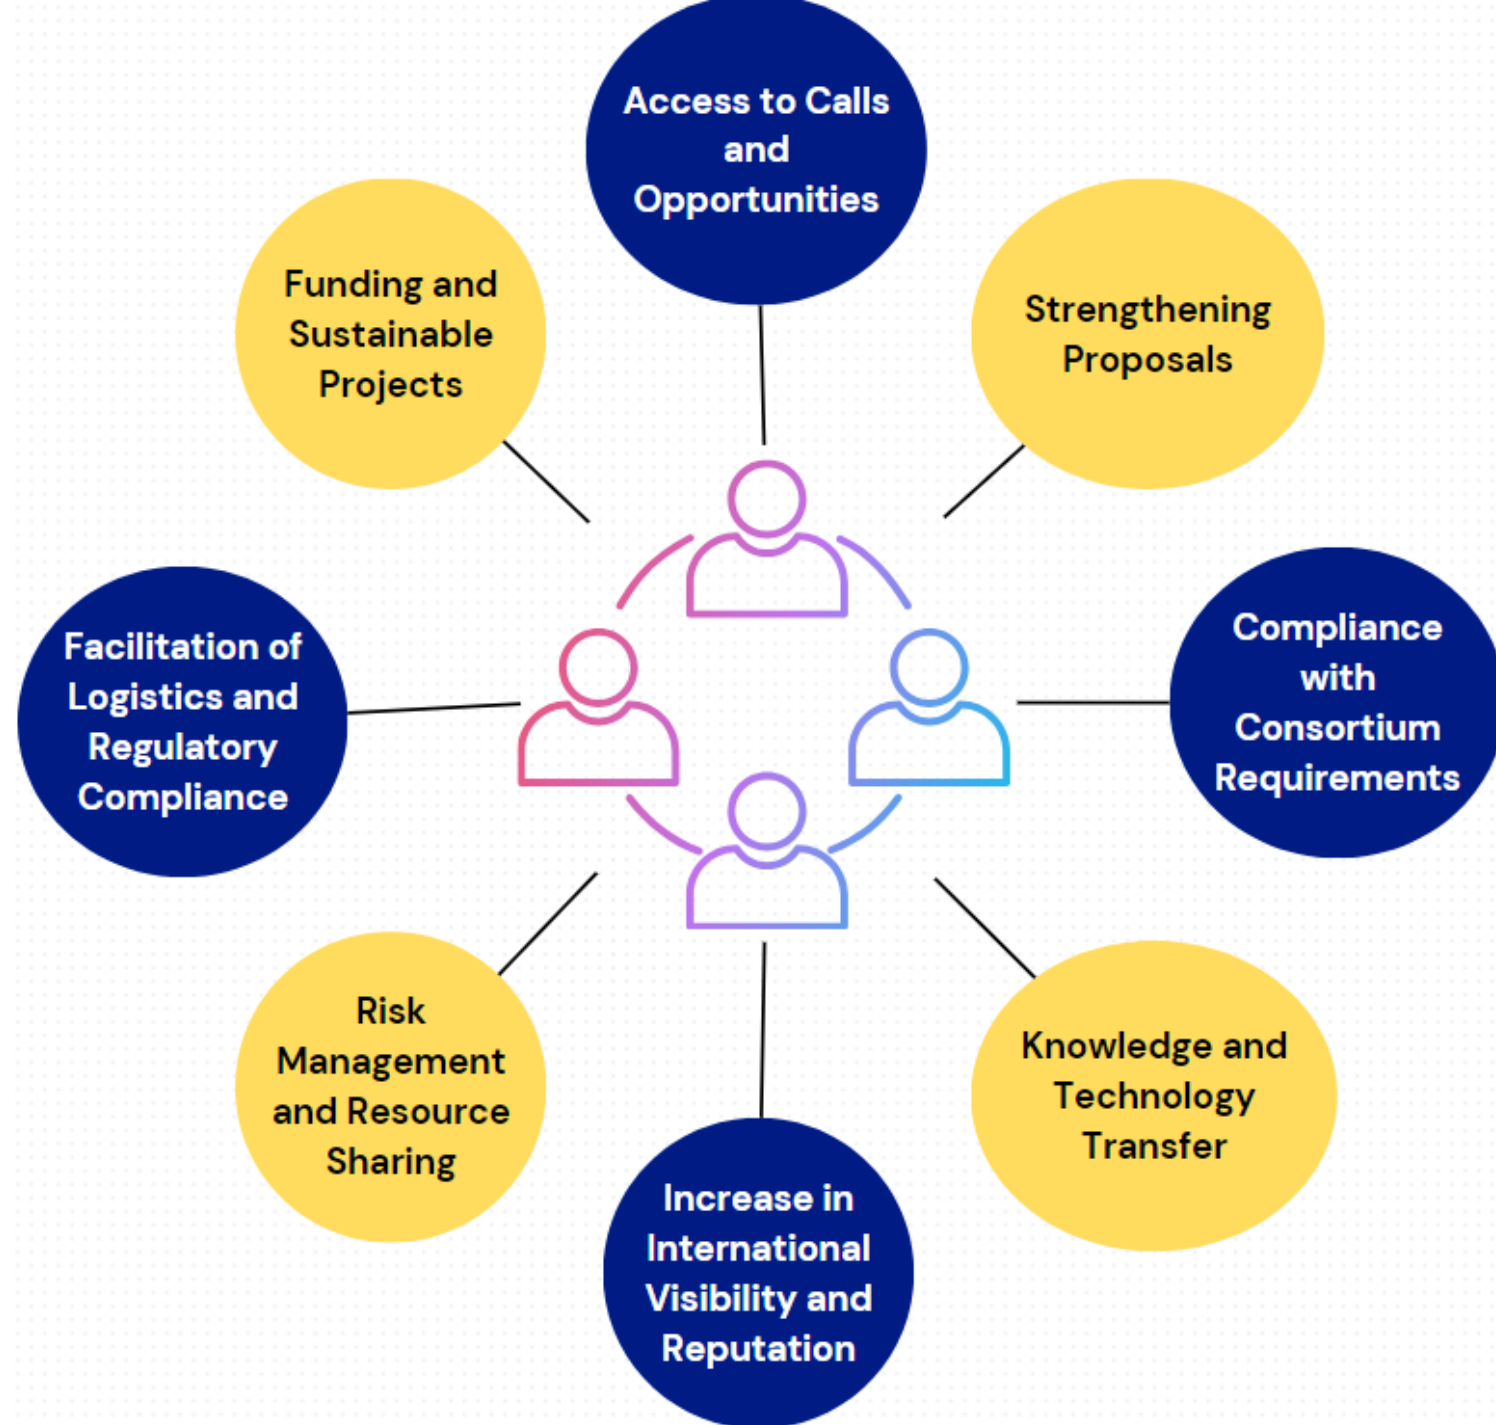 Access to Calls
and
Opportunities
Funding and
Sustainable
Projects
Strengthening
Proposals
Facilitation of
Logistics and
Regulatory
Compliance
Compliance
with
Consortium
Requirements
Risk
Management
and Resource
Sharing
Knowledge and
Technology
Transfer
Increase in
International
Visibility and
Reputation